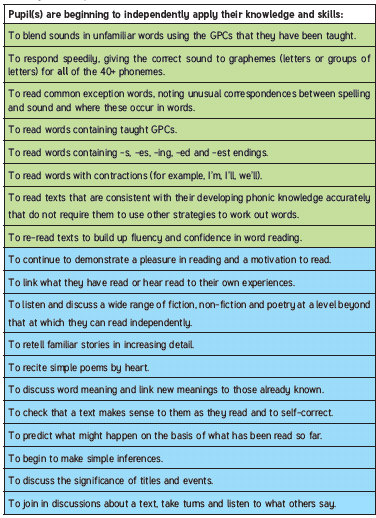 Pupil(s) are beginning to independently apply their knowledge and skills:
To blend sounds in unfamiliar words using the GPCs that they have been taught.
To respond speedily, giving the correct sound to graphemes (letters or groups of
letters) for all of the 40+ phonemes.
To read common exception words, noting unusual correspondences between spelling
and sound and where these occur in words.
To read words containing taught GPCs.
To read words containing –s, -es, -ing, -ed and –est endings.
To read words with contractions (for example, I'm, I'll, we'll).
To read texts that are consistent with their developing phonic knowledge accurately
that do not require them to use other strategies to work out words.
To re-read texts to build up fluency and confidence in word reading.
To continue to demonstrate a pleasure in reading and a motivation to read.
To link what they have read or hear read to their own experiences.
To listen and discuss a wide range of fiction, non-fiction and poetry at a level beyond
that at which they can read independently.
To retell familiar stories in increasing detail.
To recite simple poems by heart.
To discuss word meaning and link new meanings to those already known.
To check that a text makes sense to them as they read and to self-correct.
To predict what might happen on the basis of what has been read so far.
To begin to make simple inferences.
To discuss the significance of titles and events.
To join in discussions about a text, take turns and listen to what others say.